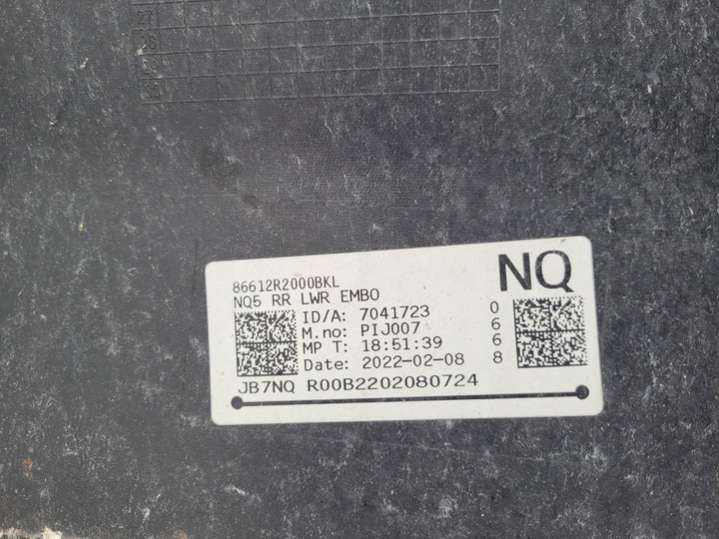 27
86612R2000BKL
NQ
NQ5 RR LWR EMBO
ID/A: 7041723
M.no: PIJ007
MP T: 18:51:39
Date: 2022-02-08
0
6
6
8
JB7NQ R00B2202080724